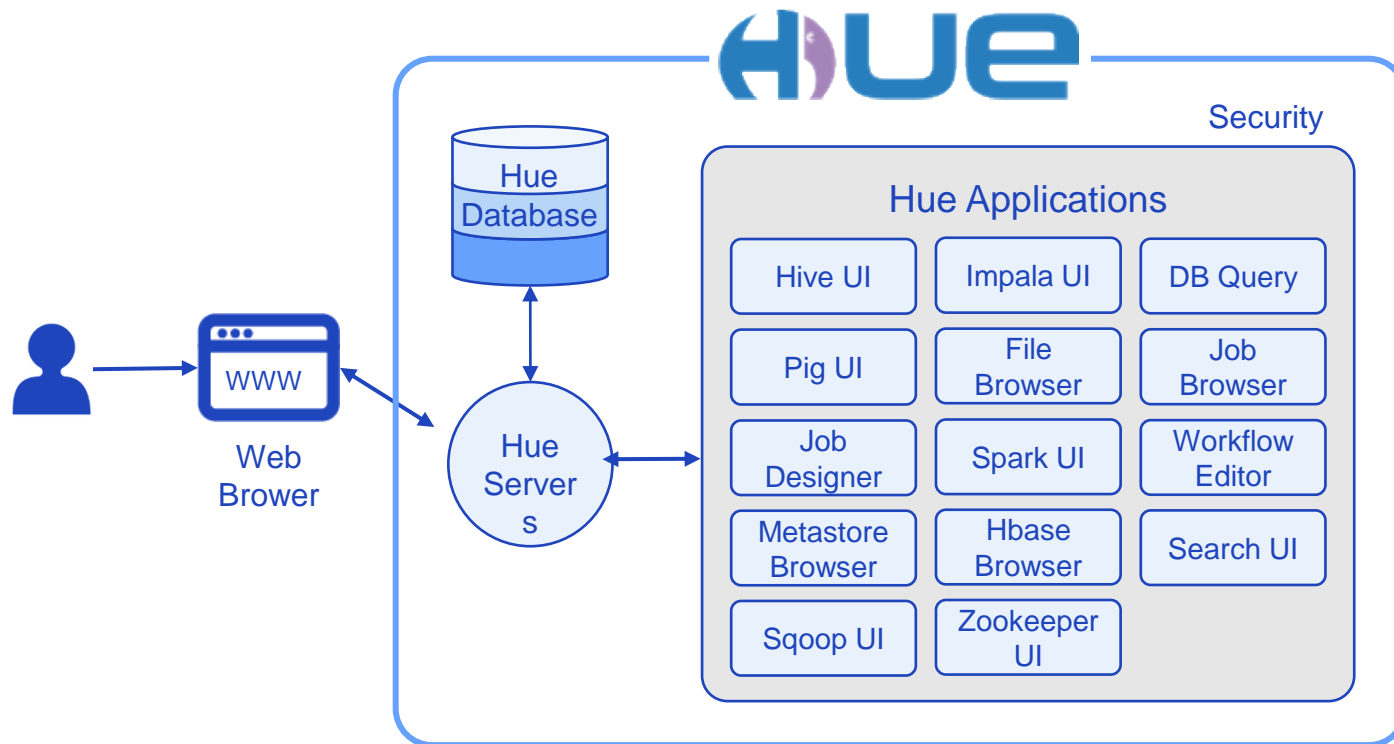 HUE
Security
Hue
Database
Hue Applications
Hive UI
Impala UI
DB Query
Pig UI
File
Browser
Job
Browser
WWW
Web
Brower
Hue
Server
s
Job
Designer
Spark UI
Workflow
Editor
Metastore
Browser
Hbase
Browser
Search UI
Sqoop UI
Zookeeper
UI